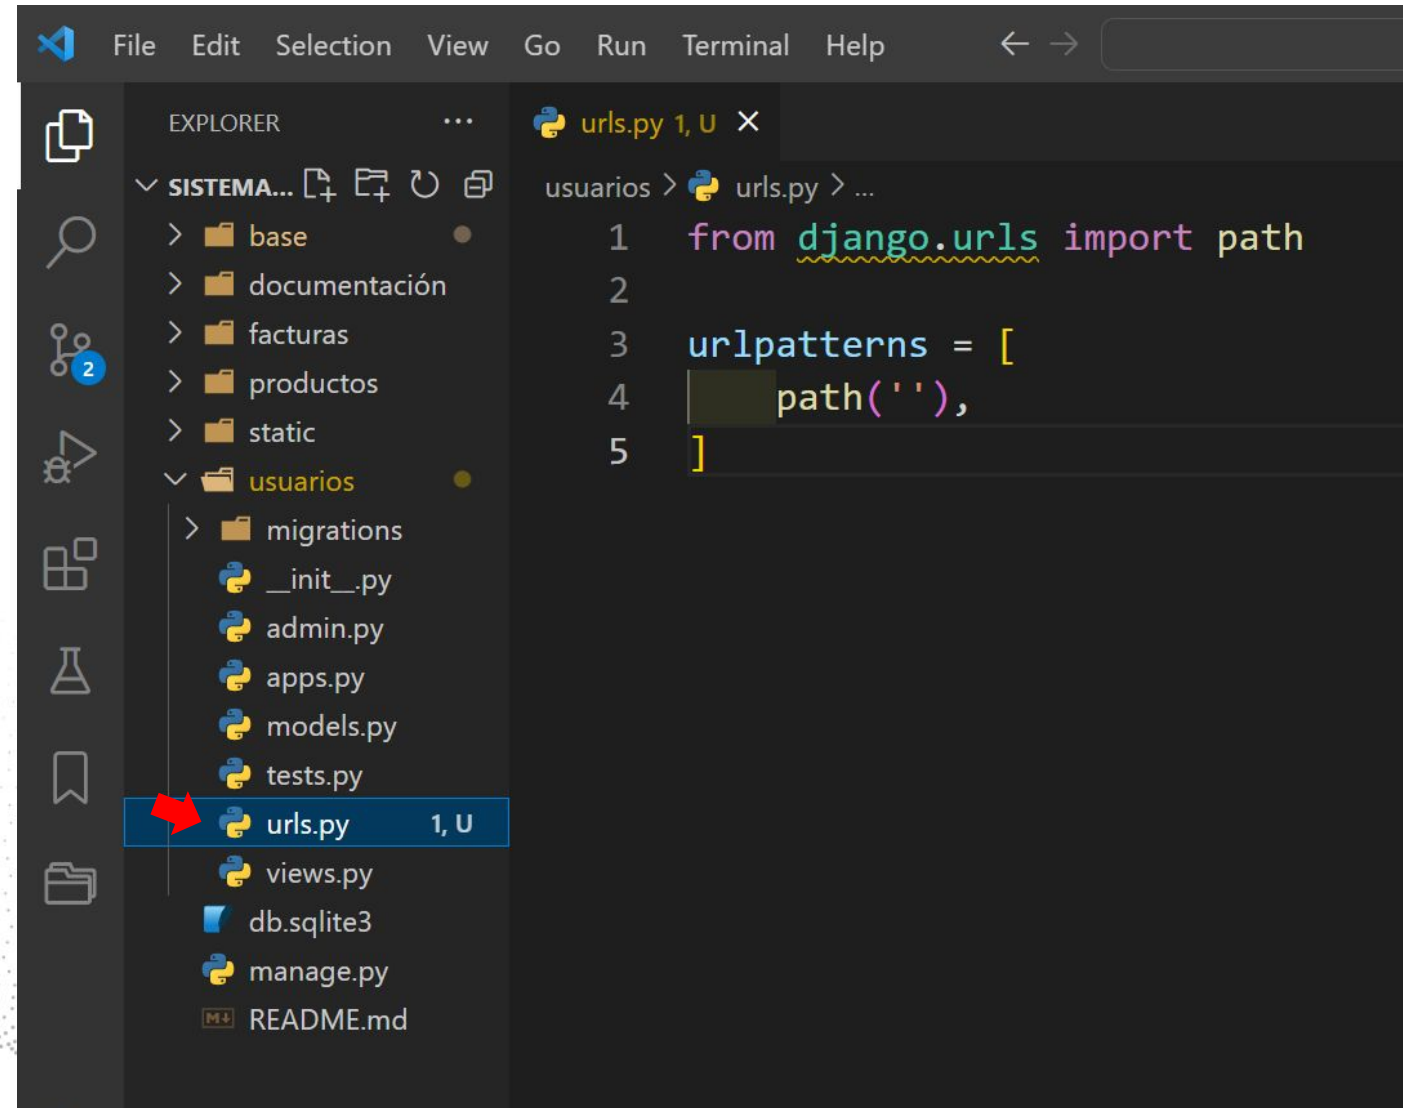 File Edit Selection View Go Run Terminal Help
EXPLORER ...
SISTEMA...
base
documentación
facturas
productos
static
usuarios
migrations
__init__.py
admin.py
apps.py
models.py
tests.py
urls.py 1, U
views.py
db.sqlite3
manage.py
M↓ README.md
2
urls.py 1, U
usuarios > urls.py > ...
1 from django.urls import path
2
3 urlpatterns = [
4     path(''),
5 ]